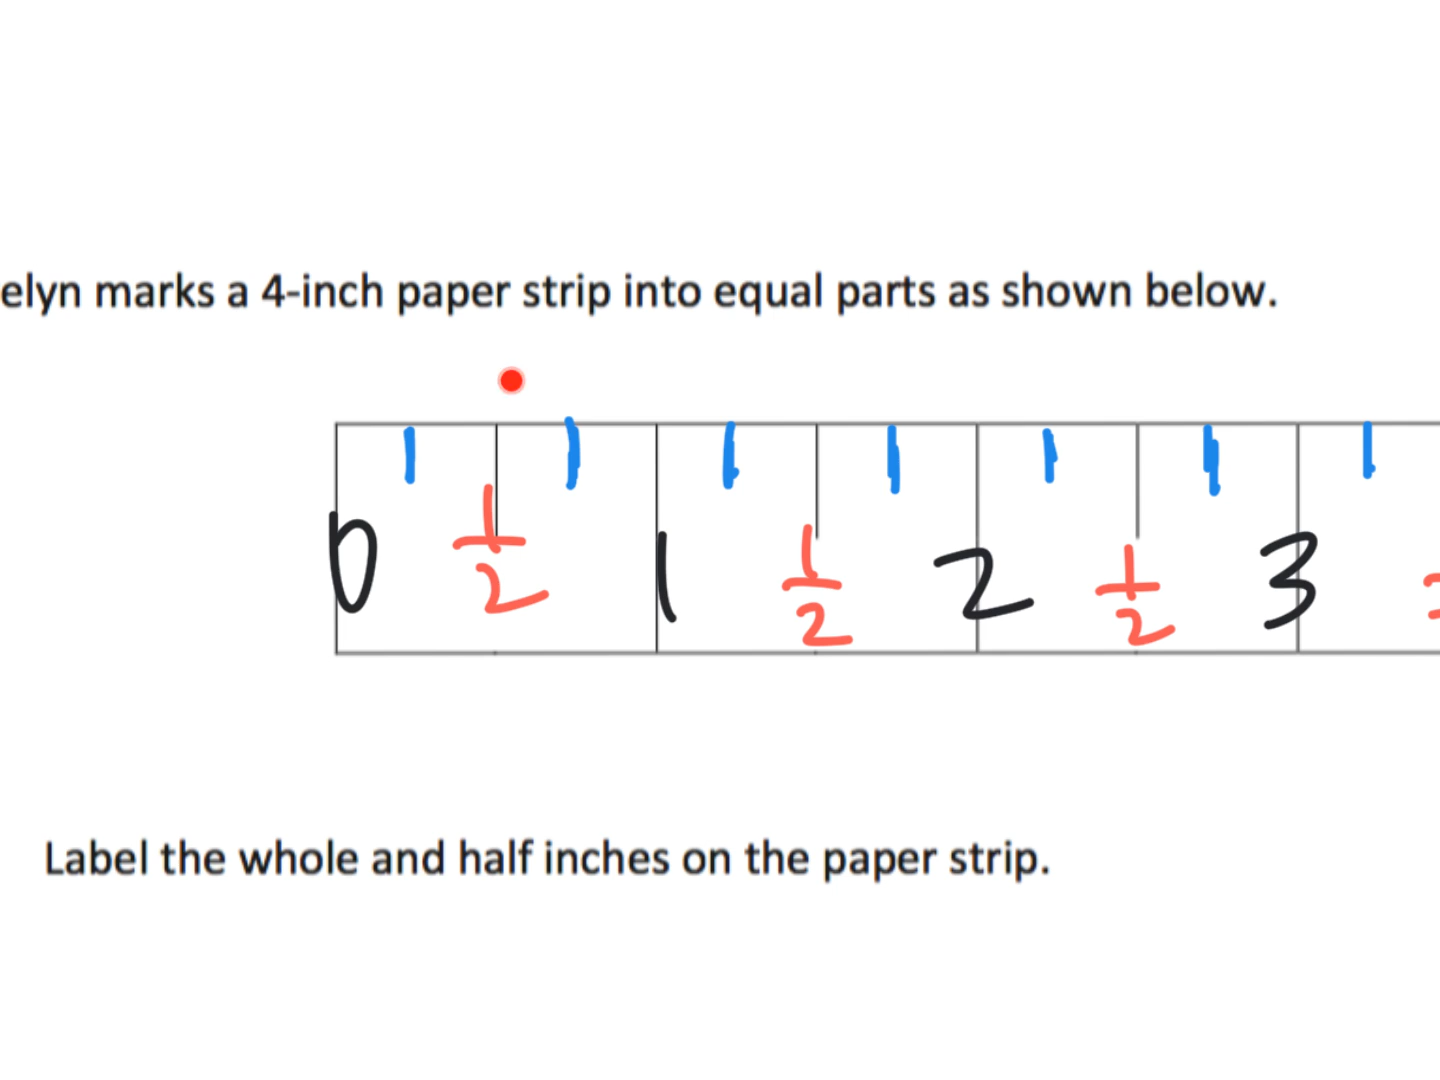 elyn marks a 4-inch paper strip into equal parts as shown below.
0 1/2 1 1/2 2 1/2 3
Label the whole and half inches on the paper strip.